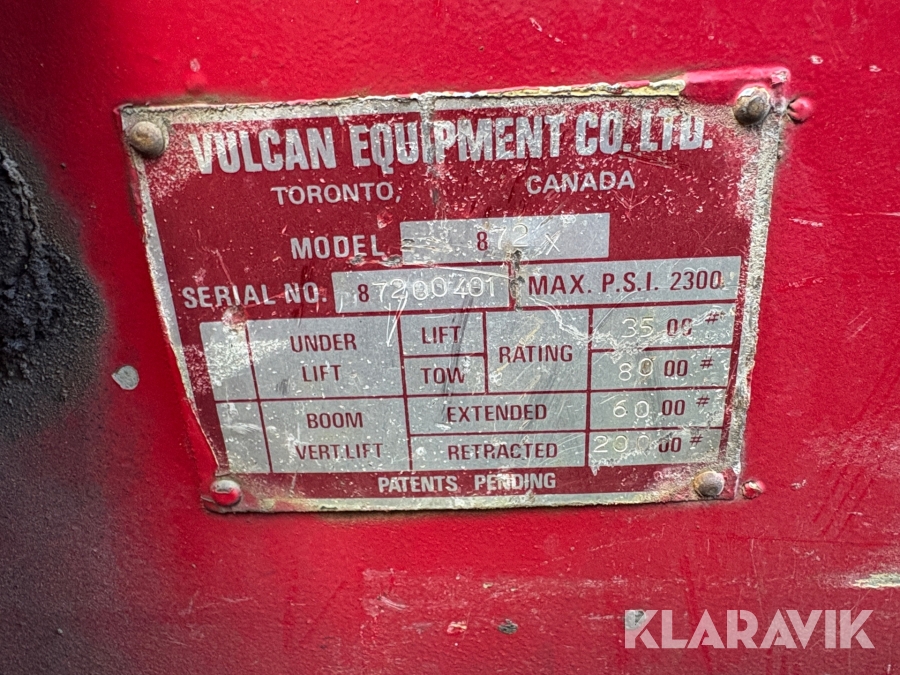 VULCAN EQUIPMENT CO. LTD.
TORONTO, CANADA
MODEL 872 X
SERIAL NO. 87200401 MAX. P.S.I. 2300
UNDER LIFT LIFT RATING 3500#
TOW 8000#
BOOM VERT. LIFT EXTENDED 6000#
RETRACTED 20000#
PATENTS PENDING
KLARAVIK